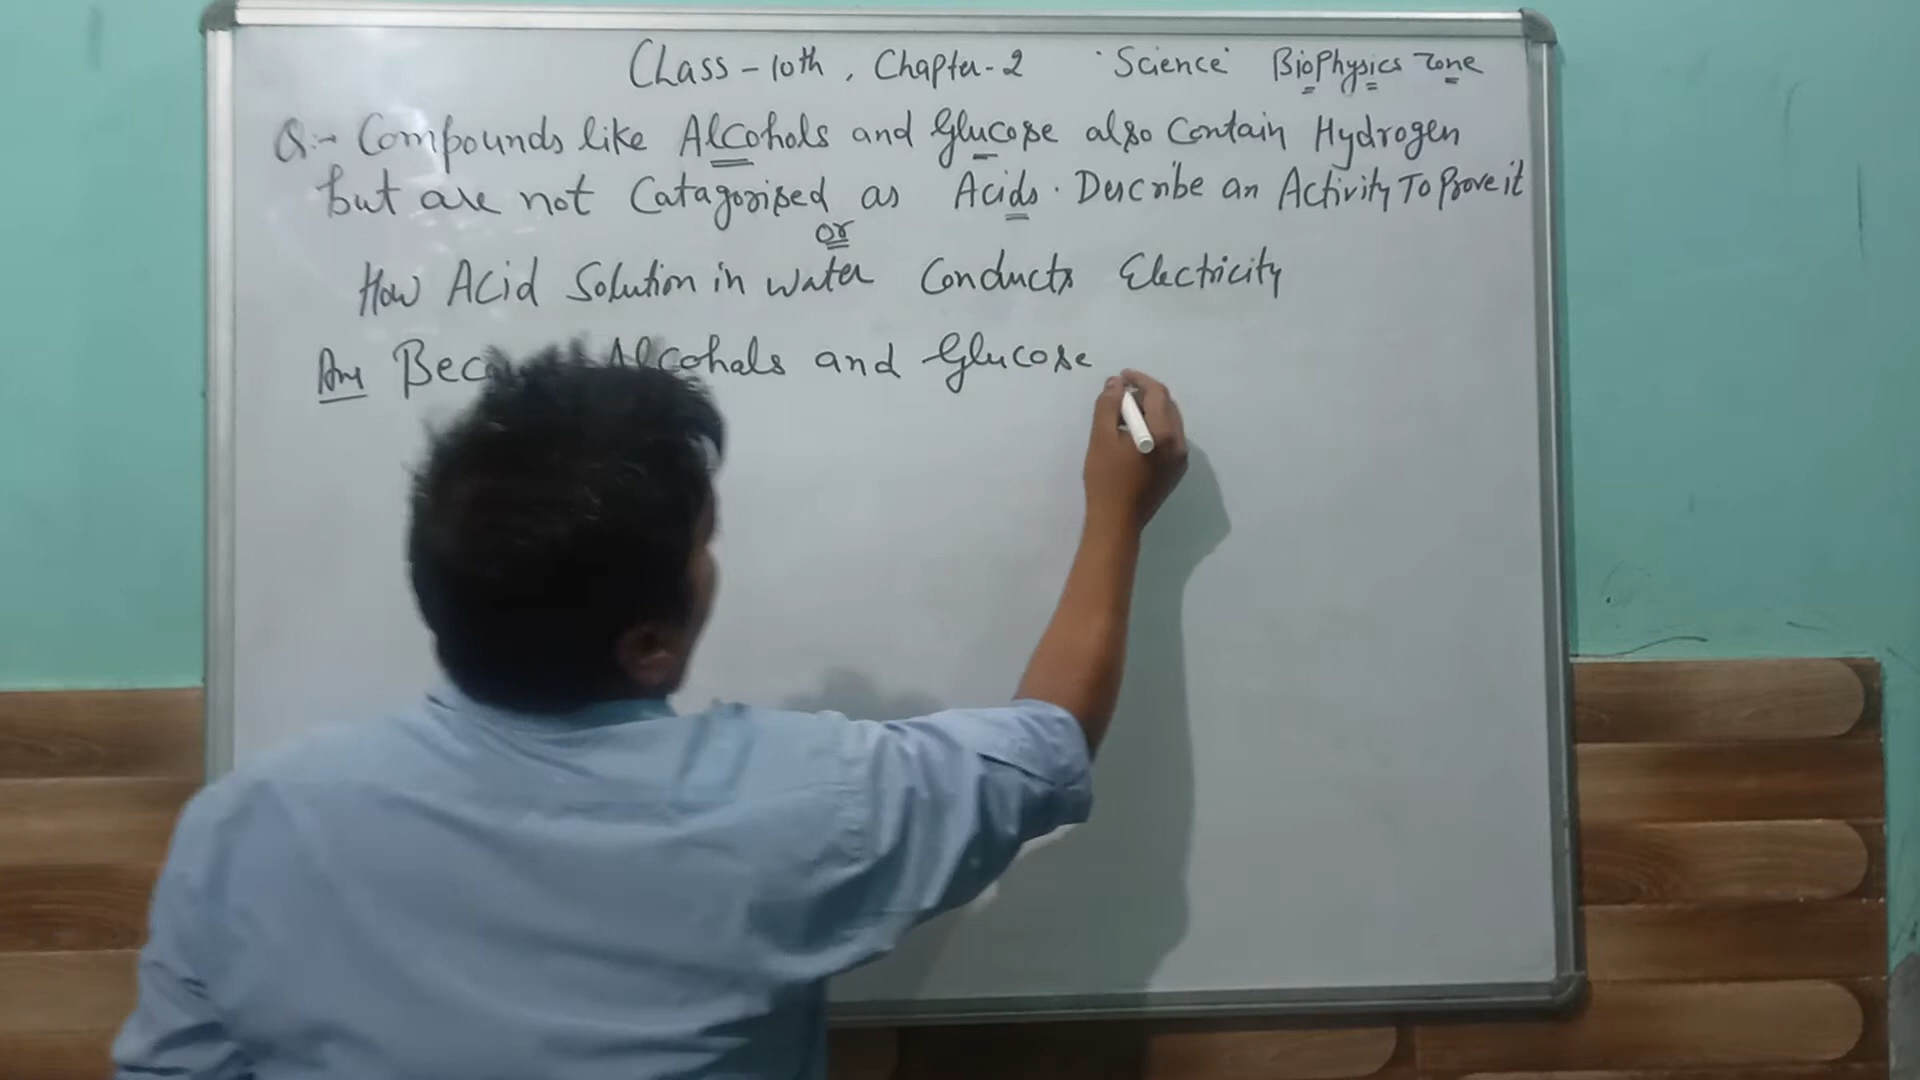 Class - 10th, Chapter-2 'Science' BioPhysics Zone
Q:→ Compounds like Alcohols and Glucose also Contain Hydrogen
but are not Catagorised as Acids. Describe an Activity To Prove it
or
How Acid Solution in water Conducts Electricity
Ans Alcohals and Glucose